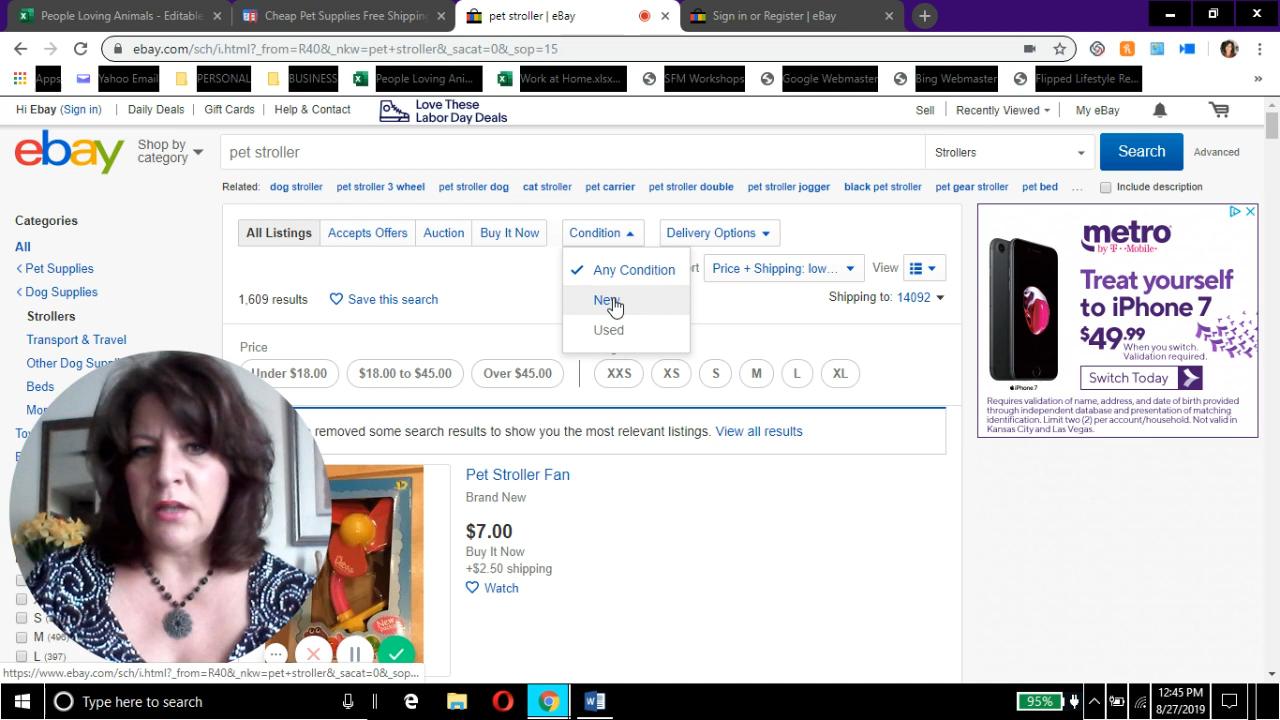 People Loving Animals - Editable
Cheap Pet Supplies Free Shipping
pet stroller | eBay
Sign in or Register | eBay
ebay.com/sch/i.html?_from=R40&_nkw=pet+stroller&_sacat=0&_sop=15
Apps
Yahoo Email
PERSONAL
BUSINESS
People Loving Ani...
Work at Home.xlsx...
SFM Workshops
Google Webmaster
Bing Webmaster
Flipped Lifestyle Re...
»
Hi Ebay (Sign in)
Daily Deals
Gift Cards
Help & Contact
Love These
Labor Day Deals
Sell
Recently Viewed
My eBay
ebay
Shop by
category
pet stroller
Strollers
Search
Advanced
Related: dog stroller pet stroller 3 wheel pet stroller dog cat stroller pet carrier pet stroller double pet stroller jogger black pet stroller pet gear stroller pet bed ...
Include description
Categories
All
< Pet Supplies
< Dog Supplies
Strollers
Transport & Travel
Other Dog Sup
Beds
S
M (496)
L (397)
All Listings
Accepts Offers
Auction
Buy It Now
Condition
Delivery Options
Any Condition
New
Used
Price + Shipping: low...
View
1,609 results
Save this search
Shipping to: 14092
Price
Under $18.00
$18.00 to $45.00
Over $45.00
XXS
XS
S
M
L
XL
search results to show you the most relevant listings. View all results
Pet Stroller Fan
Brand New
$7.00
Buy It Now
+$2.50 shipping
Watch
metro
by T-Mobile
Treat yourself
to iPhone 7
$49.99
When you switch.
Validation required.
Switch Today
iPhone 7
Requires validation of name, address, and date of birth provided
through independent database and presentation of matching
identification. Limit two (2) per account/household. Not valid in
Kansas City and Las Vegas.
https://www.ebay.com/sch/i.html?_from=R40&_nkw=pet+stroller&_sacat=0&_sop...
Type here to search
95%
12:45 PM
8/27/2019